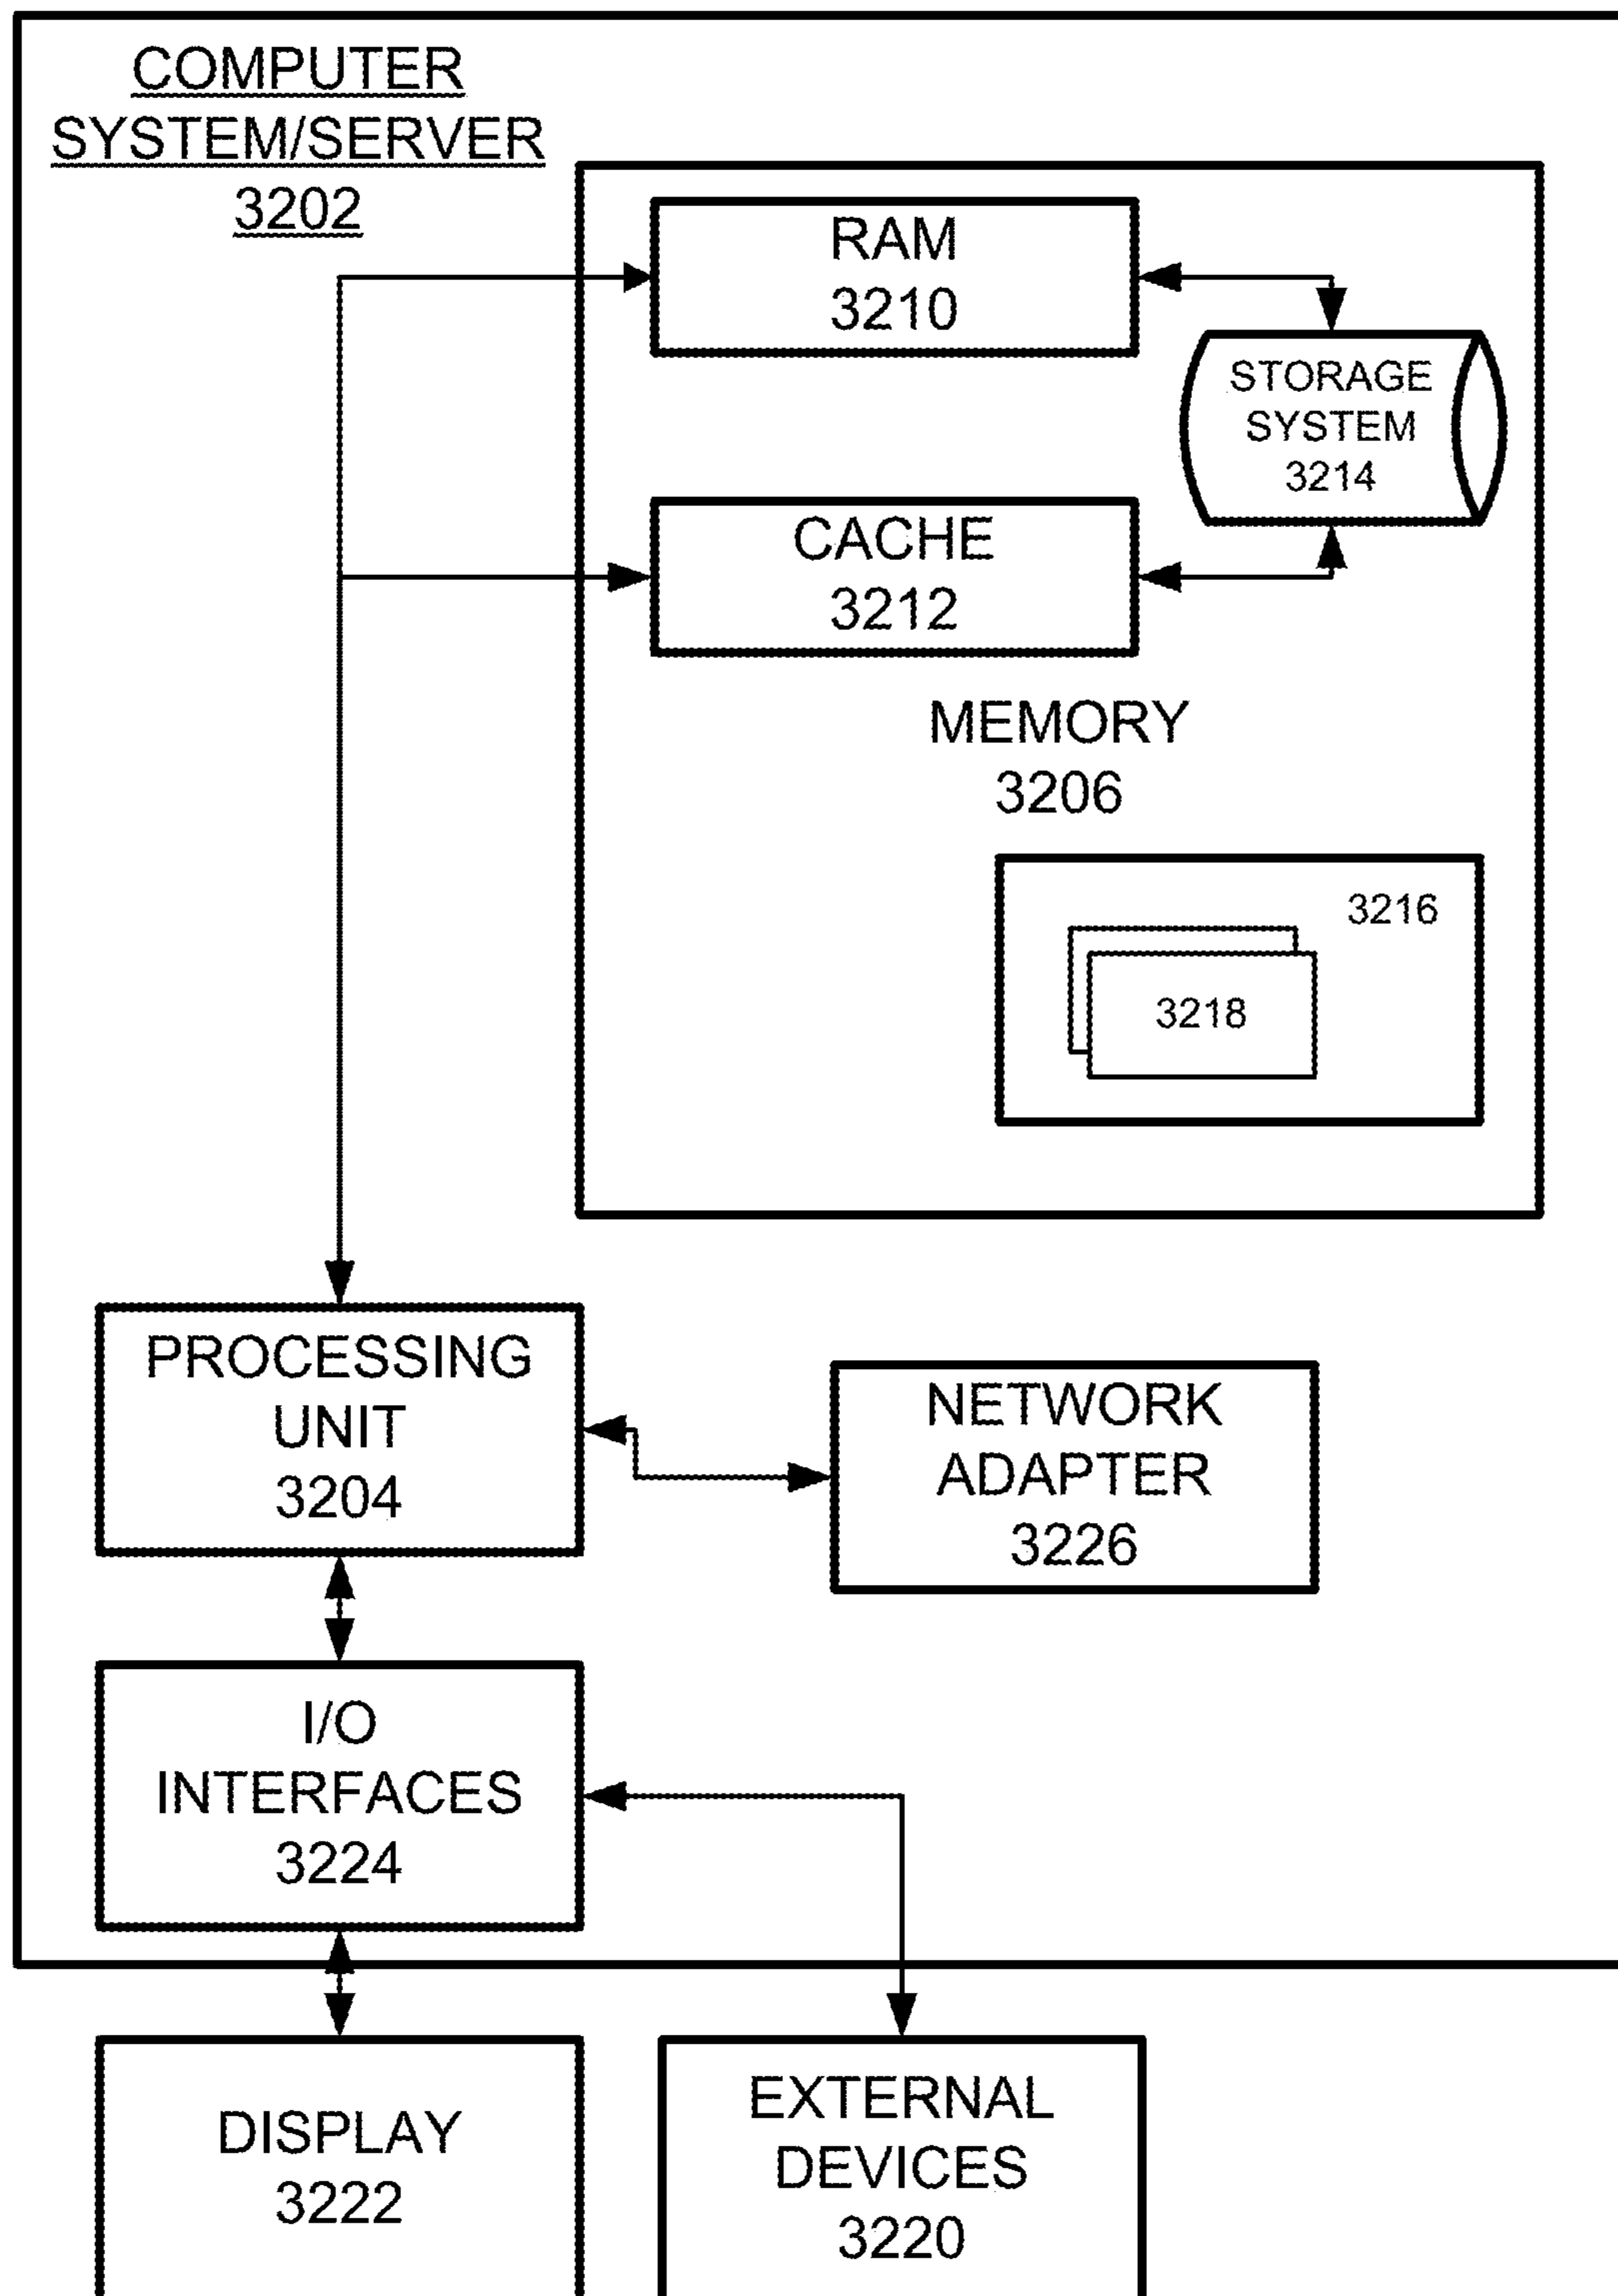 COMPUTER
SYSTEM/SERVER
3202
RAM
3210
STORAGE
SYSTEM
3214
CACHE
3212
MEMORY
3206
3216
3218
PROCESSING
UNIT
3204
NETWORK
ADAPTER
3226
I/O
INTERFACES
3224
DISPLAY
3222
EXTERNAL
DEVICES
3220